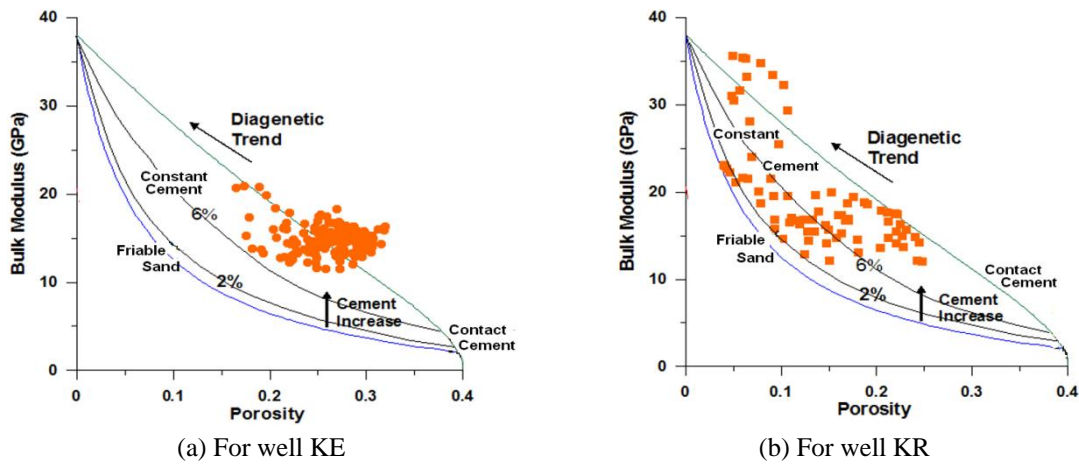 40
30
20
10
0
Bulk Modulus (GPa)
Diagenetic
Trend
Constant
Cement
6%
Friable
Sand
2%
Cement
Increase
Contact
Cement
0
0.1
0.2
0.3
0.4
Porosity
(a) For well KE
40
30
20
10
0
Bulk Modulus (GPa)
Constant
Cement
Diagenetic
Trend
Friable
Sand
6%
2%
Contact
Cement
Cement
Increase
0
0.1
0.2
0.3
0.4
Porosity
(b) For well KR